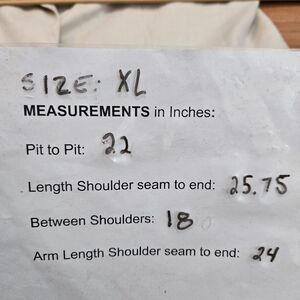 SIZE: XL
MEASUREMENTS in Inches:
Pit to Pit: 22
Length Shoulder seam to end: 25.75
Between Shoulders: 18
Arm Length Shoulder seam to end: 24